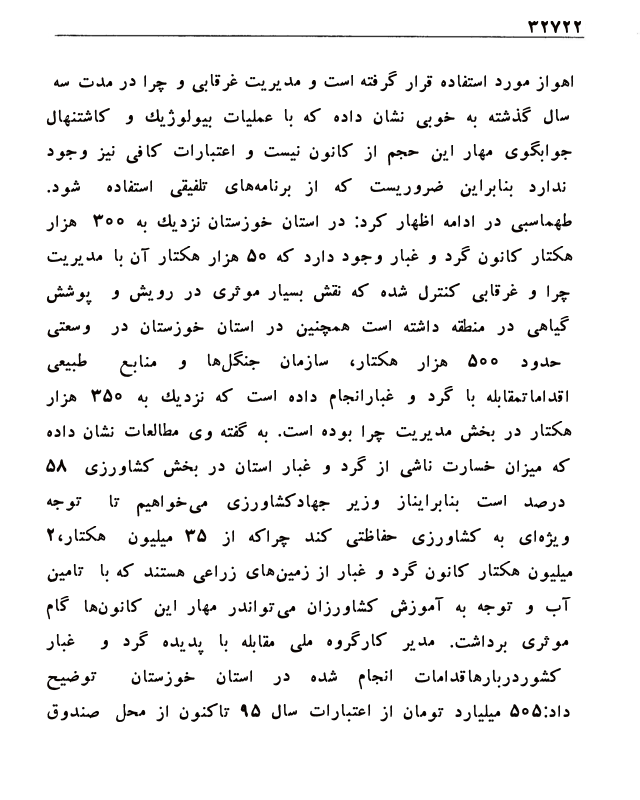 ۳۲۷۲۲
اهواز مورد استفاده قرار گرفته است و مدیریت غرقابی و چرا در مدت سه
سال گذشته به خوبی نشان داده که با عملیات بیولوژیك و کاشتنهال
جوابگوی مهار این حجم از کانون نیست و اعتبارات کافی نیز وجود
ندارد بنابراین ضروریست که از برنامه‌های تلفیقی استفاده شود.
طهماسبی در ادامه اظهار کرد: در استان خوزستان نزدیك به ۳۰۰ هزار
هکتار کانون گرد و غبار وجود دارد که ۵۰ هزار هکتار آن با مدیریت
چرا و غرقابی کنترل شده که نقش بسیار موثری در رویش و پوشش
گیاهی در منطقه داشته است همچنین در استان خوزستان در وسعتی
حدود ۵۰۰ هزار هکتار، سازمان جنگل‌ها و منابع طبیعی
اقداماتمقابله با گرد و غبارانجام داده است که نزدیك به ۳۵۰ هزار
هکتار در بخش مدیریت چرا بوده است. به گفته وی مطالعات نشان داده
که میزان خسارت ناشی از گرد و غبار استان در بخش کشاورزی ۵۸
درصد است بنابرایناز وزیر جهادکشاورزی می‌خواهیم تا توجه
ویژه‌ای به کشاورزی حفاظتی کند چراکه از ۳۵ میلیون هکتار،۲
میلیون هکتار کانون گرد و غبار از زمین‌های زراعی هستند که با تامین
آب و توجه به آموزش کشاورزان می‌تواندر مهار این کانون‌ها گام
موثری برداشت. مدیر کارگروه ملی مقابله با پدیده گرد و غبار
کشوردربارهاقدامات انجام شده در استان خوزستان توضیح
داد:۵۰۵ میلیارد تومان از اعتبارات سال ۹۵ تاکنون از محل صندوق